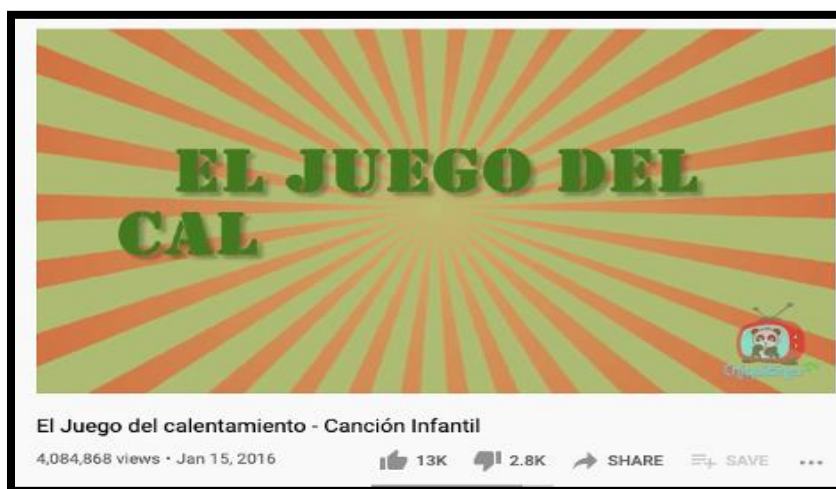 EL JUEGO DEL
CAL
El Juego del calentamiento - Canción Infantil
4,084,868 views • Jan 15, 2016 13K 2.8K SHARE SAVE